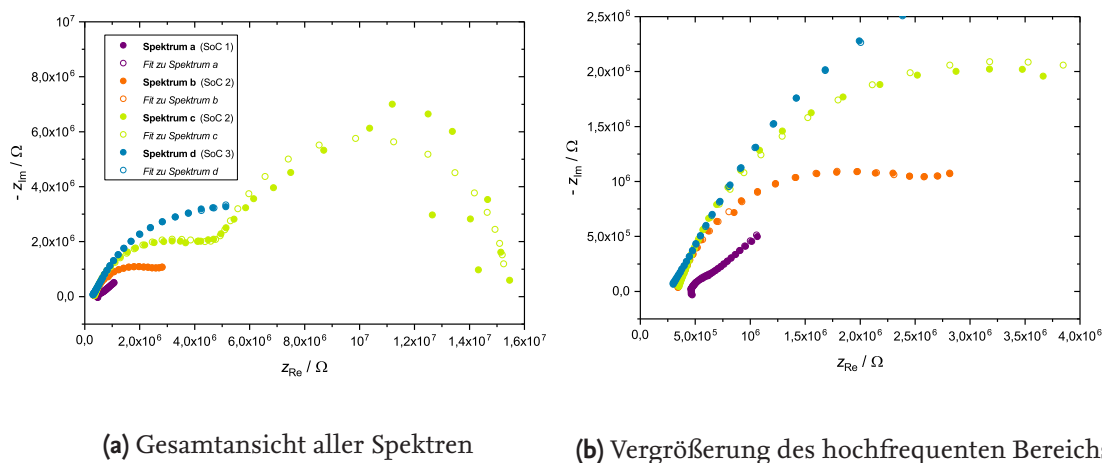 10⁷
8,0x10⁶
6,0x10⁶
4,0x10⁶
2,0x10⁶
0,0
- z_Im / Ω
Spektrum a (SoC 1)
Fit zu Spektrum a
Spektrum b (SoC 2)
Fit zu Spektrum b
Spektrum c (SoC 2)
Fit zu Spektrum c
Spektrum d (SoC 3)
Fit zu Spektrum d
0,0 2,0x10⁶ 4,0x10⁶ 6,0x10⁶ 8,0x10⁶ 10⁷ 1,2x10⁷ 1,4x10⁷ 1,6x10⁷
z_Re / Ω
2,5x10⁶
2,0x10⁶
1,5x10⁶
10⁶
5,0x10⁵
0,0
- z_Im / Ω
0,0 5,0x10⁵ 10⁶ 1,5x10⁶ 2,0x10⁶ 2,5x10⁶ 3,0x10⁶ 3,5x10⁶ 4,0x10⁶
z_Re / Ω
(a) Gesamtansicht aller Spektren
(b) Vergrößerung des hochfrequenten Bereichs